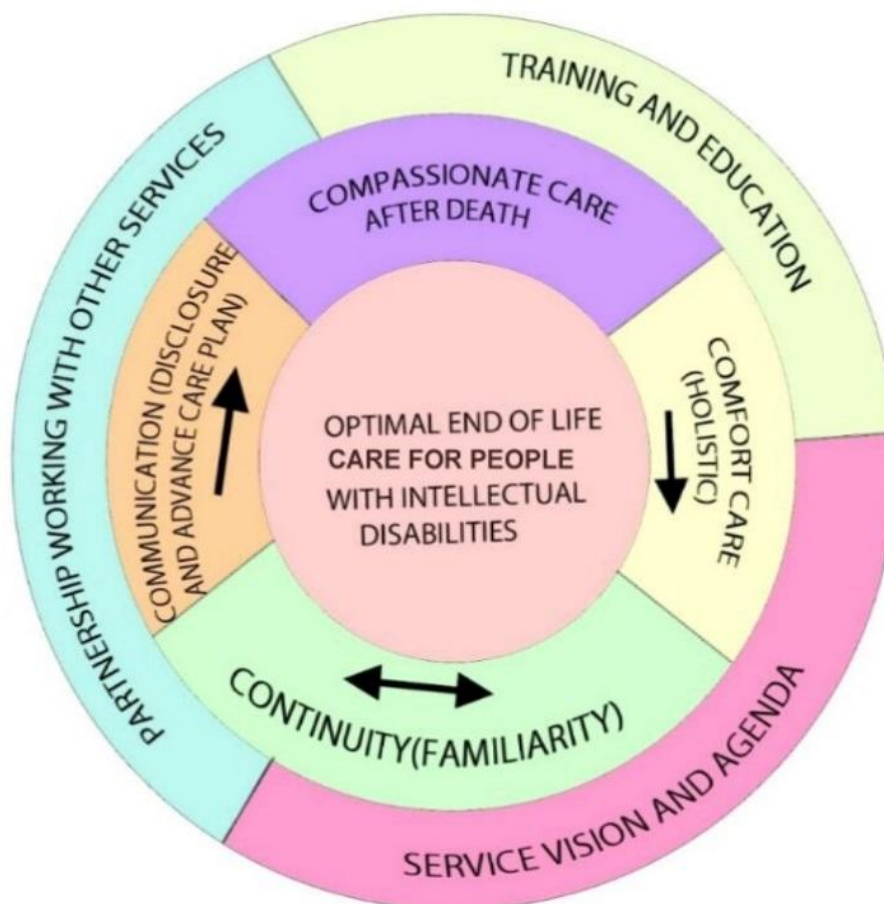 TRAINING AND EDUCATION
PARTNERSHIP WORKING WITH OTHER SERVICES
COMPASSIONATE CARE
AFTER DEATH
COMMUNICATION (DISCLOSURE
AND ADVANCE CARE PLAN)
COMFORT CARE
(HOLISTIC)
OPTIMAL END OF LIFE
CARE FOR PEOPLE
WITH INTELLECTUAL
DISABILITIES
CONTINUITY(FAMILIARITY)
SERVICE VISION AND AGENDA